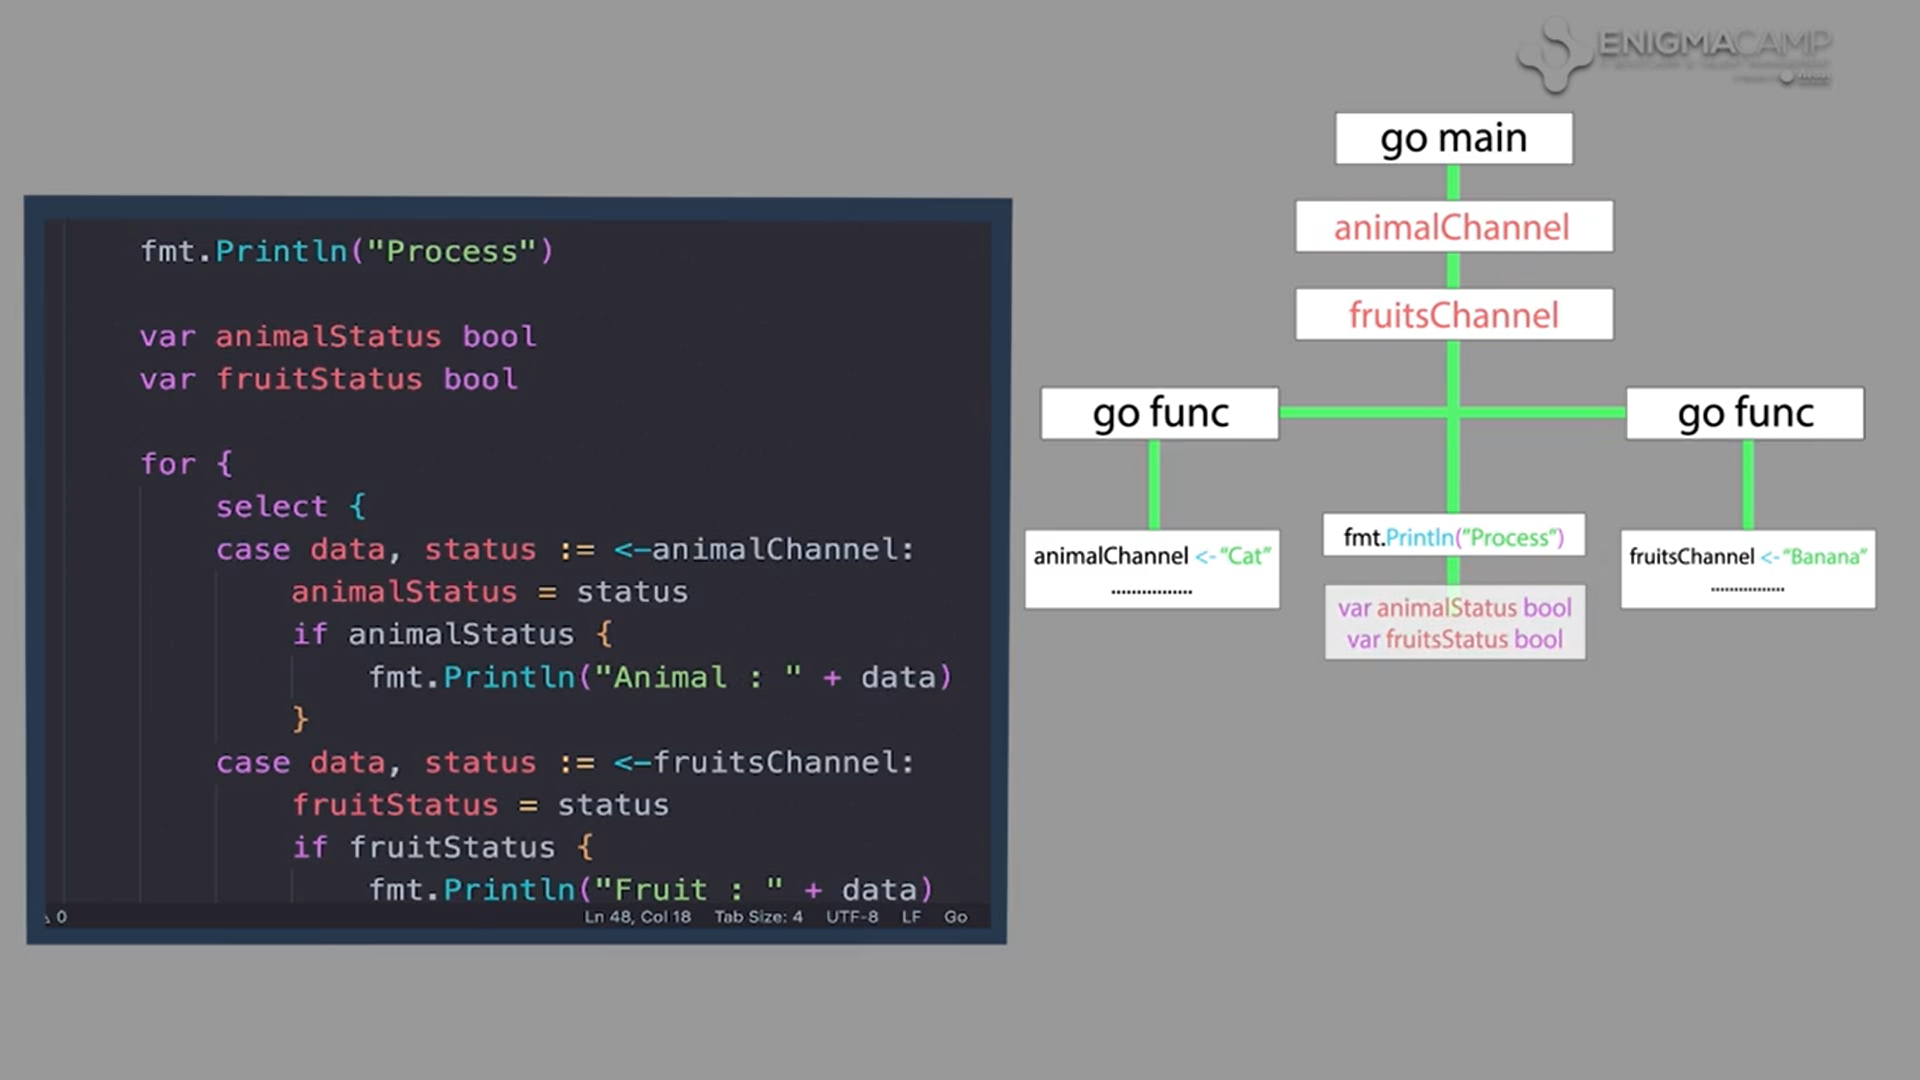 ENIGMACAMP
fmt.Println("Process")
var animalStatus bool
var fruitStatus bool
for {
select {
case data, status := <-animalChannel:
animalStatus = status
if animalStatus {
fmt.Println("Animal : " + data)
}
case data, status := <-fruitsChannel:
fruitStatus = status
if fruitStatus {
fmt.Println("Fruit : " + data)
0
Ln 48, Col 18
Tab Size: 4
UTF-8
LF
Go
go main
animalChannel
fruitsChannel
go func
go func
animalChannel <- “Cat”
................
fmt.Println(“Process”)
var animalStatus bool
var fruitsStatus bool
fruitsChannel <- “Banana”
................